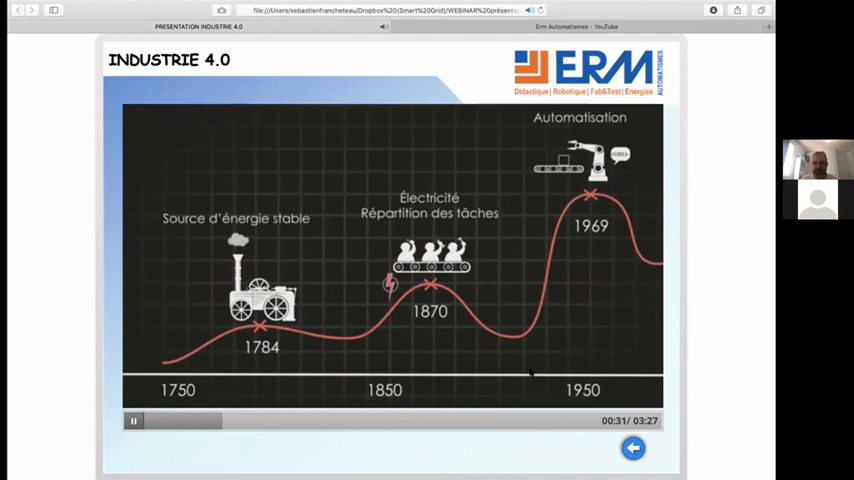 file:///Users/sebastienfrancheteau/Dropbox%20(Smart%20Grid)/WEBINAR%20présenta
PRESENTATION INDUSTRIE 4.0
Erm Automatismes - YouTube
INDUSTRIE 4.0
ERM
AUTOMATISMES
Didactique| Robotique | Fab&Test| Energies
Automatisation
Électricité
Répartition des tâches
Source d'énergie stable
1969
1870
1784
1750
1850
1950
00:31/ 03:27